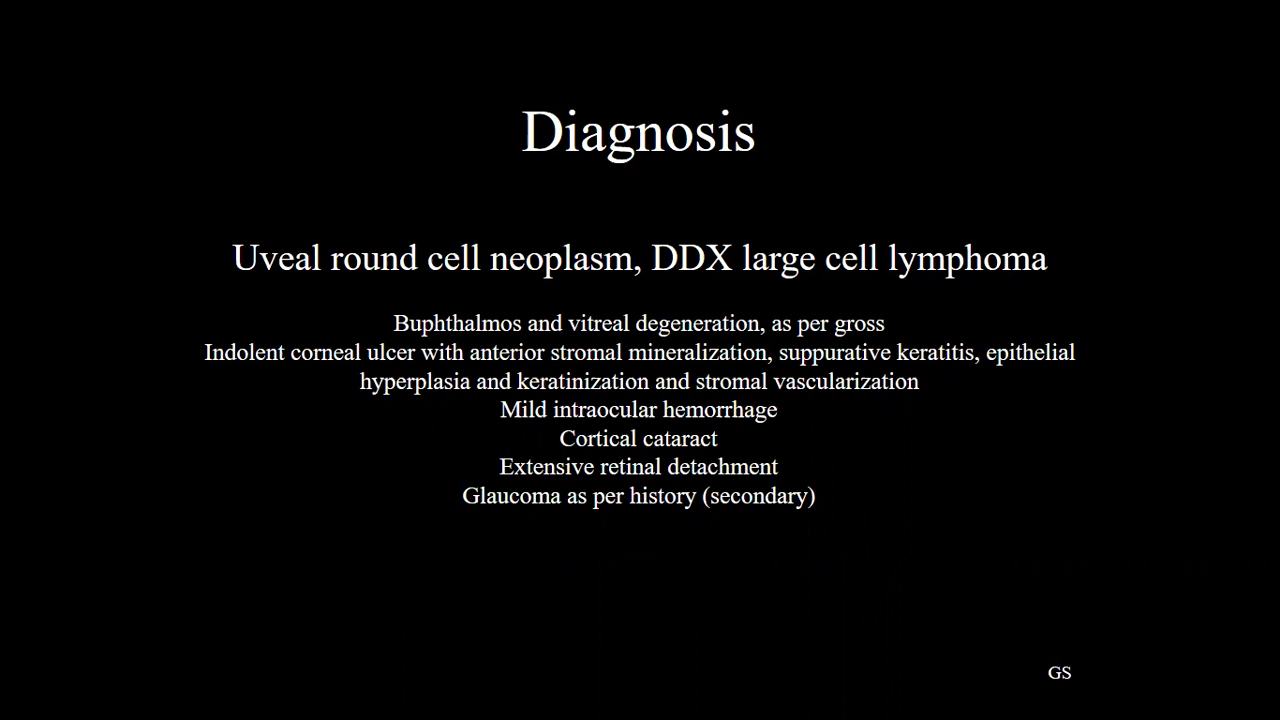 Diagnosis
Uveal round cell neoplasm, DDX large cell lymphoma
Buphthalmos and vitreal degeneration, as per gross
Indolent corneal ulcer with anterior stromal mineralization, suppurative keratitis, epithelial
hyperplasia and keratinization and stromal vascularization
Mild intraocular hemorrhage
Cortical cataract
Extensive retinal detachment
Glaucoma as per history (secondary)
GS